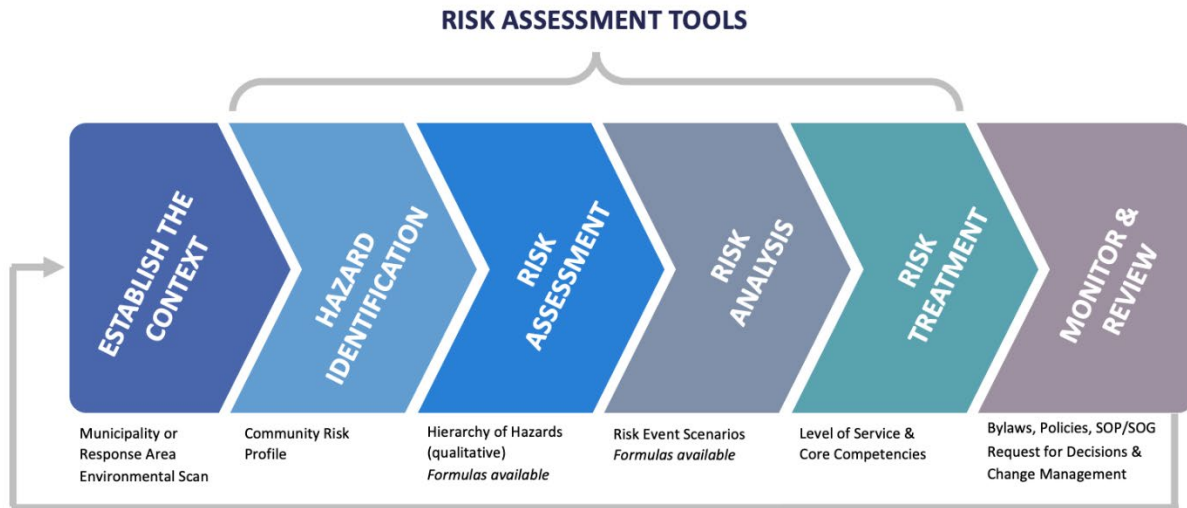 RISK ASSESSMENT TOOLS
ESTABLISH THE
CONTEXT
HAZARD
IDENTIFICATION
RISK
ASSESSMENT
RISK
ANALYSIS
RISK
TREATMENT
MONITOR &
REVIEW
Municipality or
Response Area
Environmental Scan
Community Risk
Profile
Hierarchy of Hazards
(qualitative)
Formulas available
Risk Event Scenarios
Formulas available
Level of Service &
Core Competencies
Bylaws, Policies, SOP/SOG
Request for Decisions &
Change Management